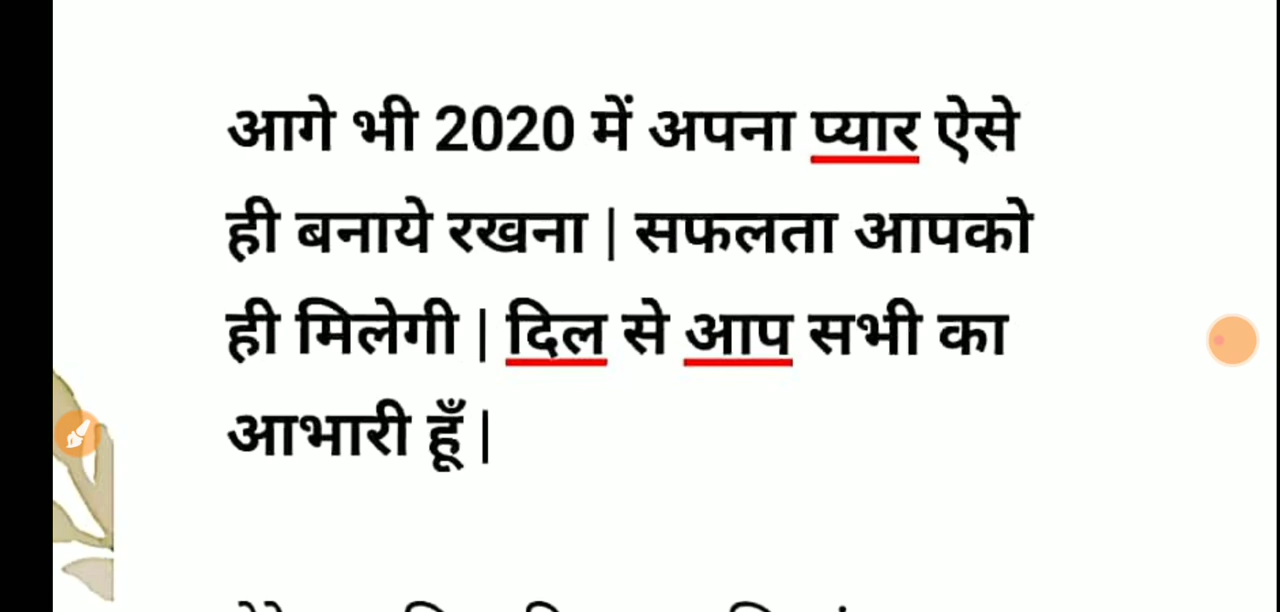 आगे भी 2020 में अपना प्यार ऐसे
ही बनाये रखना | सफलता आपको
ही मिलेगी | दिल से आप सभी का
आभारी हूँ |